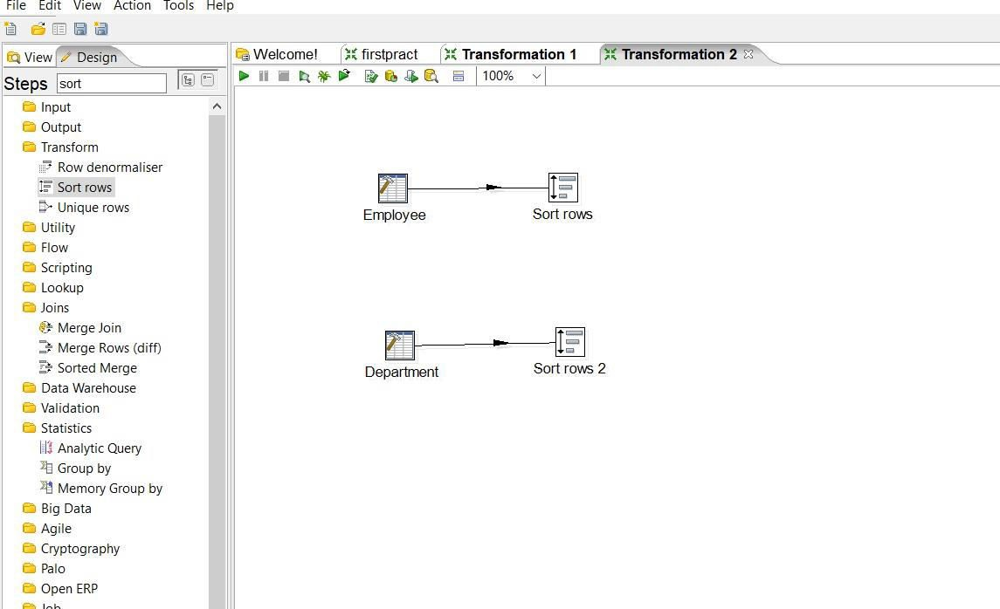 File Edit View Action Tools Help
View Design
Welcome! firstpract Transformation 1 Transformation 2
Steps sort
100%
Input
Output
Transform
Row denormaliser
Sort rows
Unique rows
Utility
Flow
Scripting
Lookup
Joins
Merge Join
Merge Rows (diff)
Sorted Merge
Data Warehouse
Validation
Statistics
Analytic Query
Group by
Memory Group by
Big Data
Agile
Cryptography
Palo
Open ERP
Job
Employee Sort rows
Department Sort rows 2